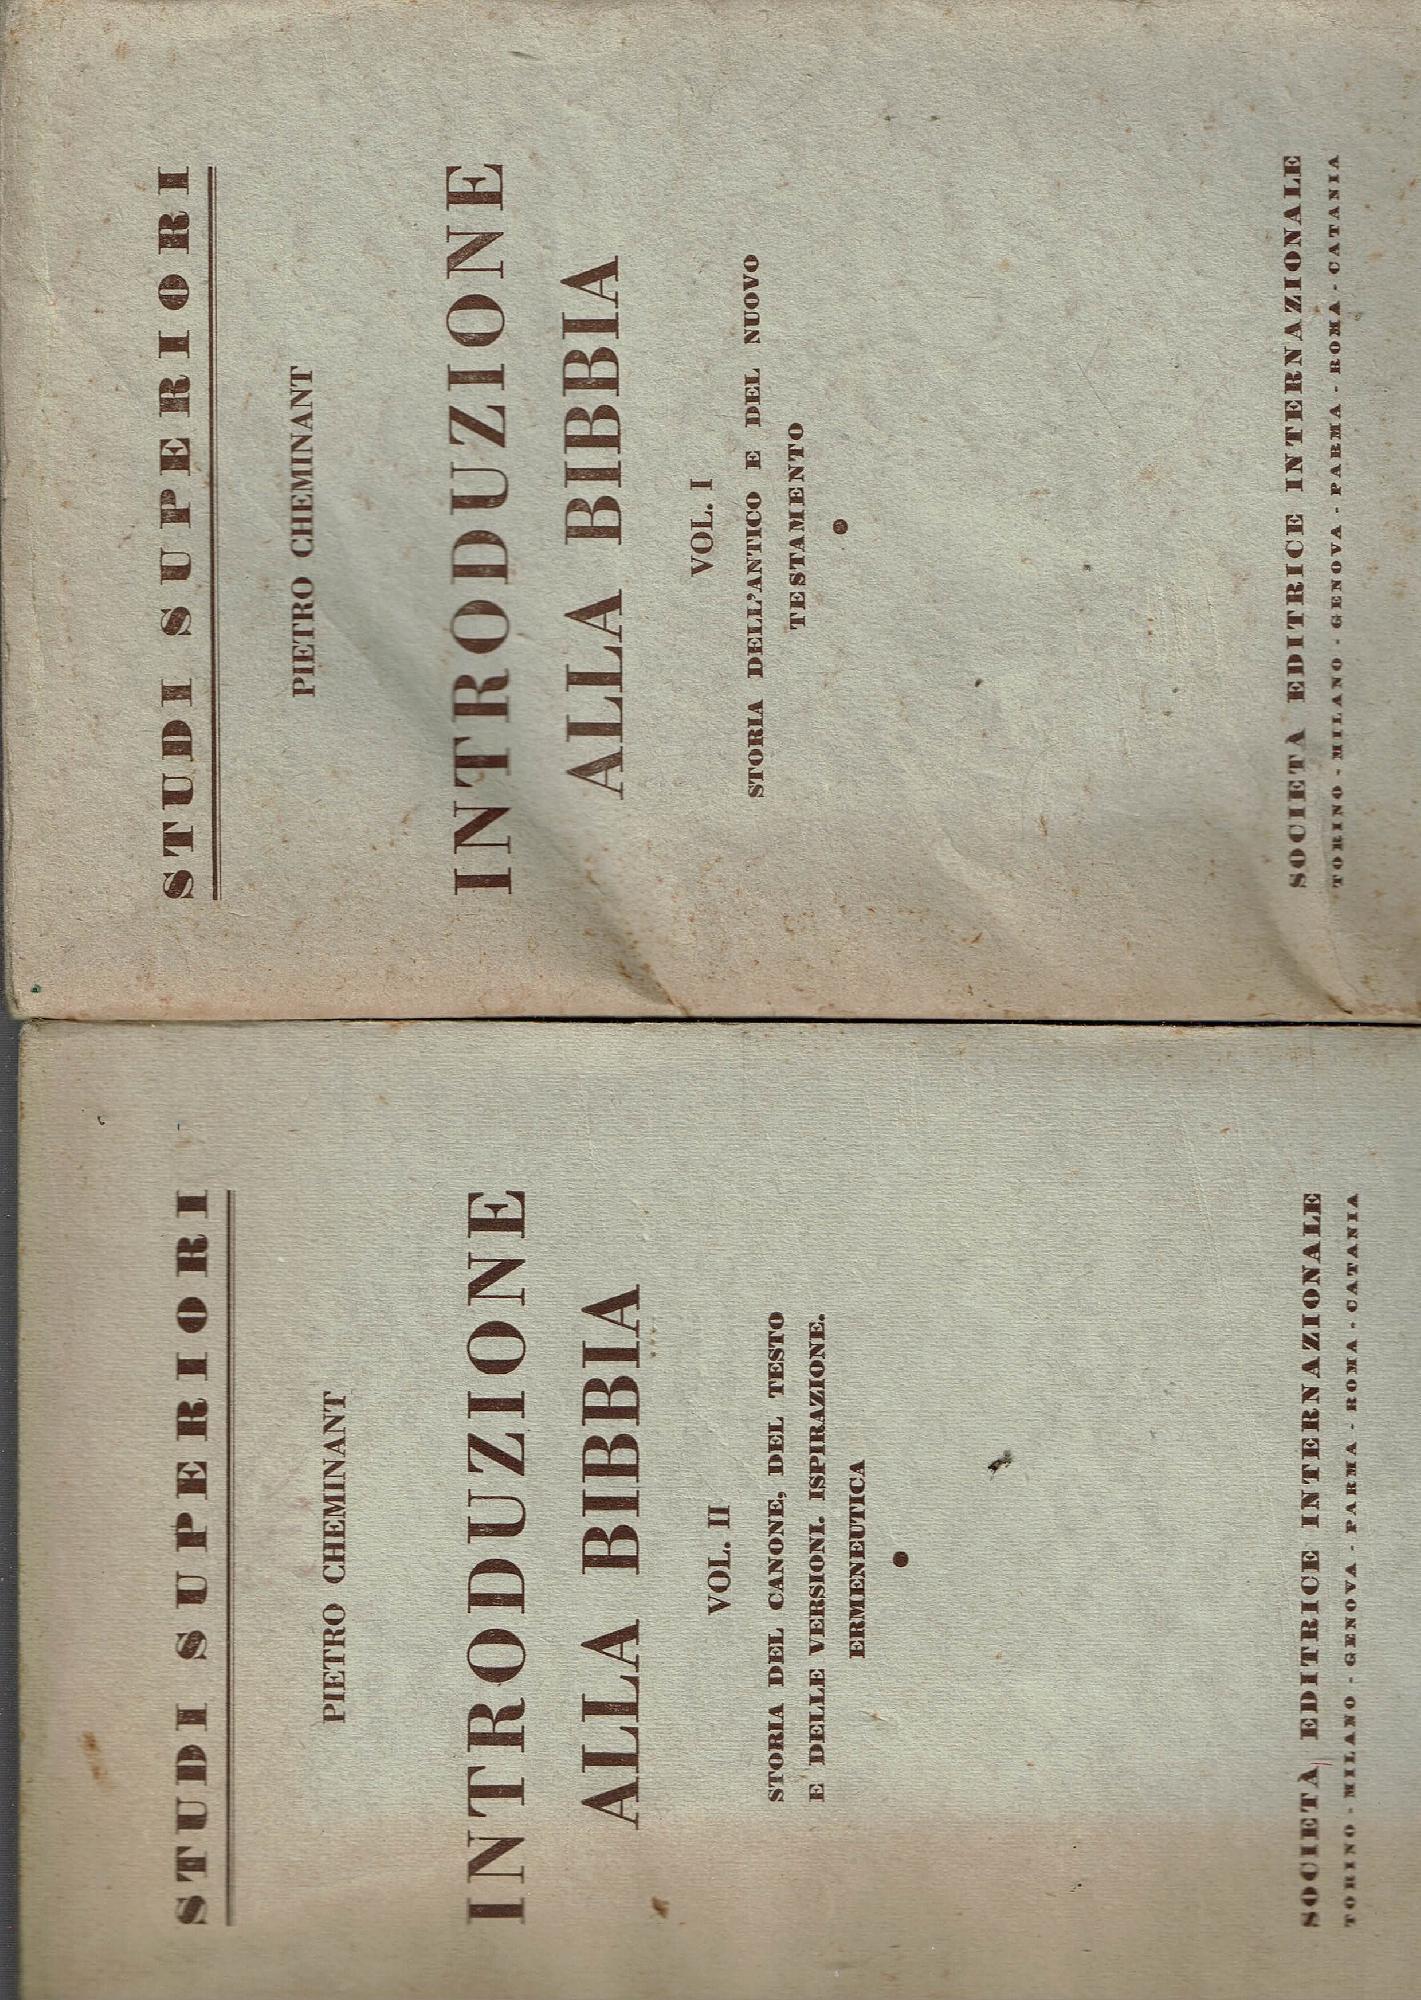 STUDI SUPERIORI
PIETRO CHEMINANT
INTRODUZIONE
ALLA BIBBIA
VOL. I
STORIA DELL'ANTICO E DEL NUOVO
TESTAMENTO
SOCIETÀ EDITRICE INTERNAZIONALE
TORINO - MILANO - GENOVA - PARMA - ROMA - CATANIA
STUDI SUPERIORI
PIETRO CHEMINANT
INTRODUZIONE
ALLA BIBBIA
VOL. II
STORIA DEL CANONE, DEL TESTO
E DELLE VERSIONI. ISPIRAZIONE.
ERMENEUTICA
SOCIETÀ EDITRICE INTERNAZIONALE
TORINO - MILANO - GENOVA - PARMA - ROMA - CATANIA